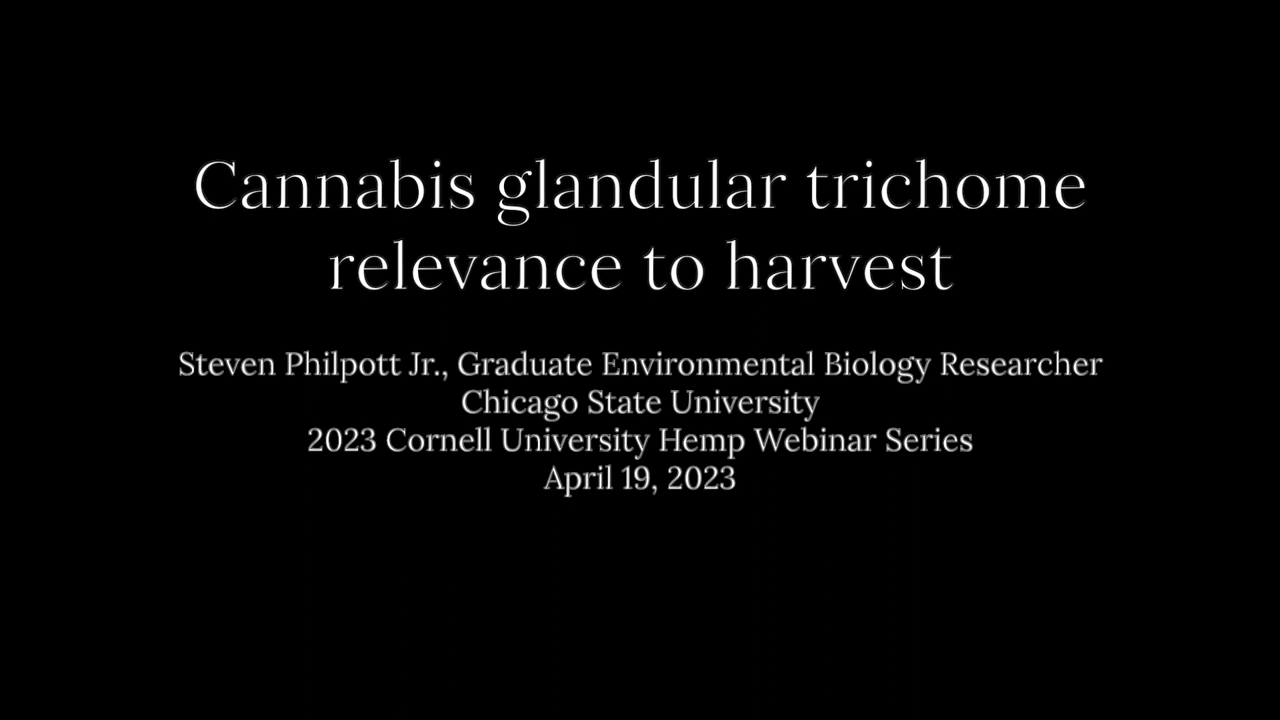 Cannabis glandular trichome
relevance to harvest
Steven Philpott Jr., Graduate Environmental Biology Researcher
Chicago State University
2023 Cornell University Hemp Webinar Series
April 19, 2023